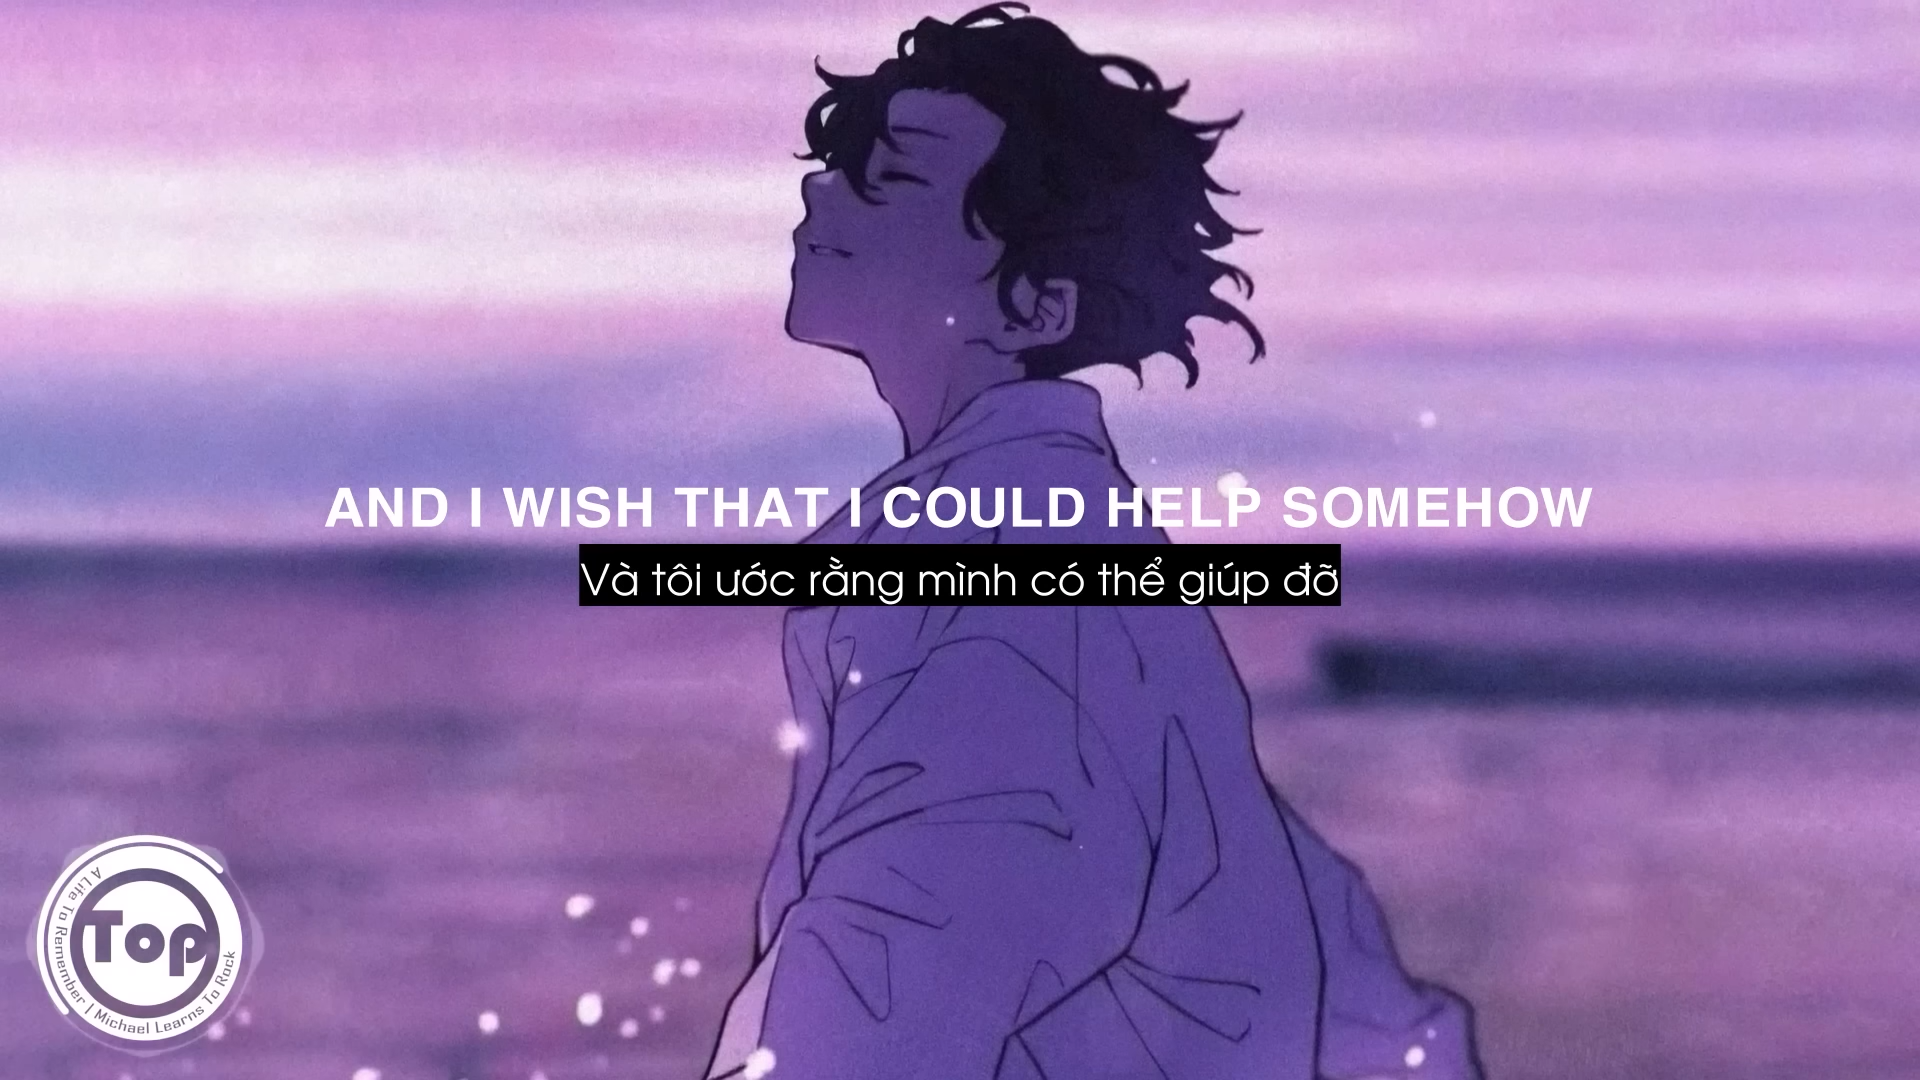 AND I WISH THAT I COULD HELP SOMEHOW
Và tôi ước rằng mình có thể giúp đỡ
Top
A Life To Remember | Michael Learns To Rock